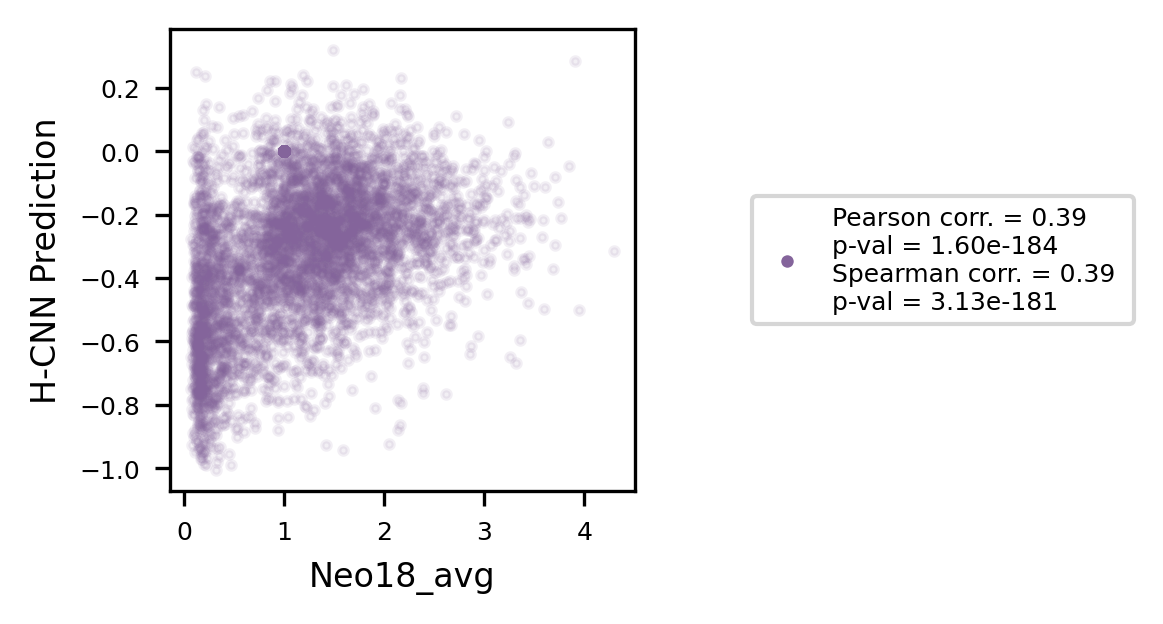 H-CNN Prediction
0.2
0.0
−0.2
−0.4
−0.6
−0.8
−1.0
0 1 2 3 4
Neo18_avg
Pearson corr. = 0.39
p-val = 1.60e-184
Spearman corr. = 0.39
p-val = 3.13e-181